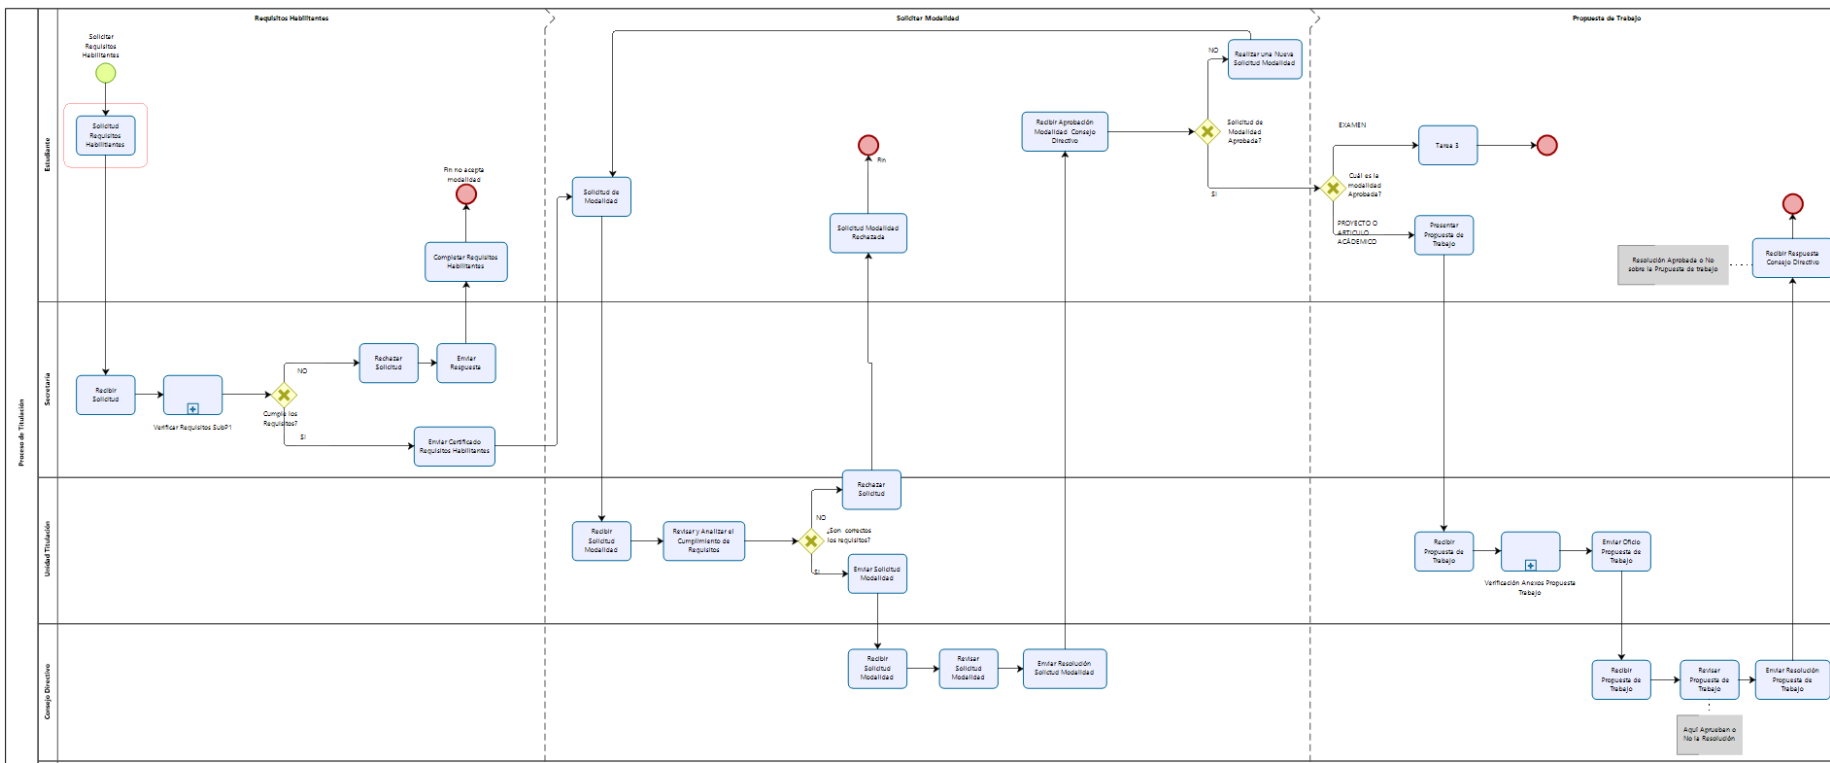 Requisitos Habilitantes
Solicitar Modalidad
Propuesta de Trabajo
Proceso de Titulación
Estudiante
Solicitar
Requisitos
Habilitantes
Solicitud
Requisitos
Habilitiantes
Fin no acepta
modalidad
Completar Requisitos
Habilitantes
Solicitud de
Modalidad
Fin
Solicitud Modalidad
Rechazada
Recibir Aprobación
Modalidad Consejo
Directivo
NO
Realizar una Nueva
Solicitud Modalidad
Solicitud de
Modalidad
Aprobada?
SI
EXAMEN
Tarea 3
Cuál es la
modalidad
Aprobada?
PROYECTO O
ARTICULO
ACÁDEMICO
Presentar
Propuesta de
Trabajo
Resolución Aprobada o No
sobre la Prupuesta de trabajo
Recibir Respuesta
Consejo Directivo
Secretaria
Recibir
Solicitud
Verificar Requisitos SubP1
Cumple los
Requisitos?
NO
Rechazar
Solicitud
Enviar
Respuesta
SI
Enviar Certificado
Requisitos Habilitantes
Unidad Titulación
Recibir
Solicitud
Modalidad
Revisar y Analizar el
Cumplimiento de
Requisitos
¿Son correctos
los requisitos?
NO
Rechazar
Solicitud
SI
Enviar Solicitud
Modalidad
Recibir
Propuesta de
Trabajo
Verificación Anexos Propuesta
Trabajo
Enviar Oficio
Propuesta de
Trabajo
Consejo Directivo
Recibir
Solicitud
Modalidad
Revisar
Solicitud
Modalidad
Enviar Resolución
Solicitud Modalidad
Recibir
Propuesta de
Trabajo
Revisar
Propuesta de
Trabajo
Enviar Resolución
Propuesta de
Trabajo
Aquí Aprueban o
No la Resolución